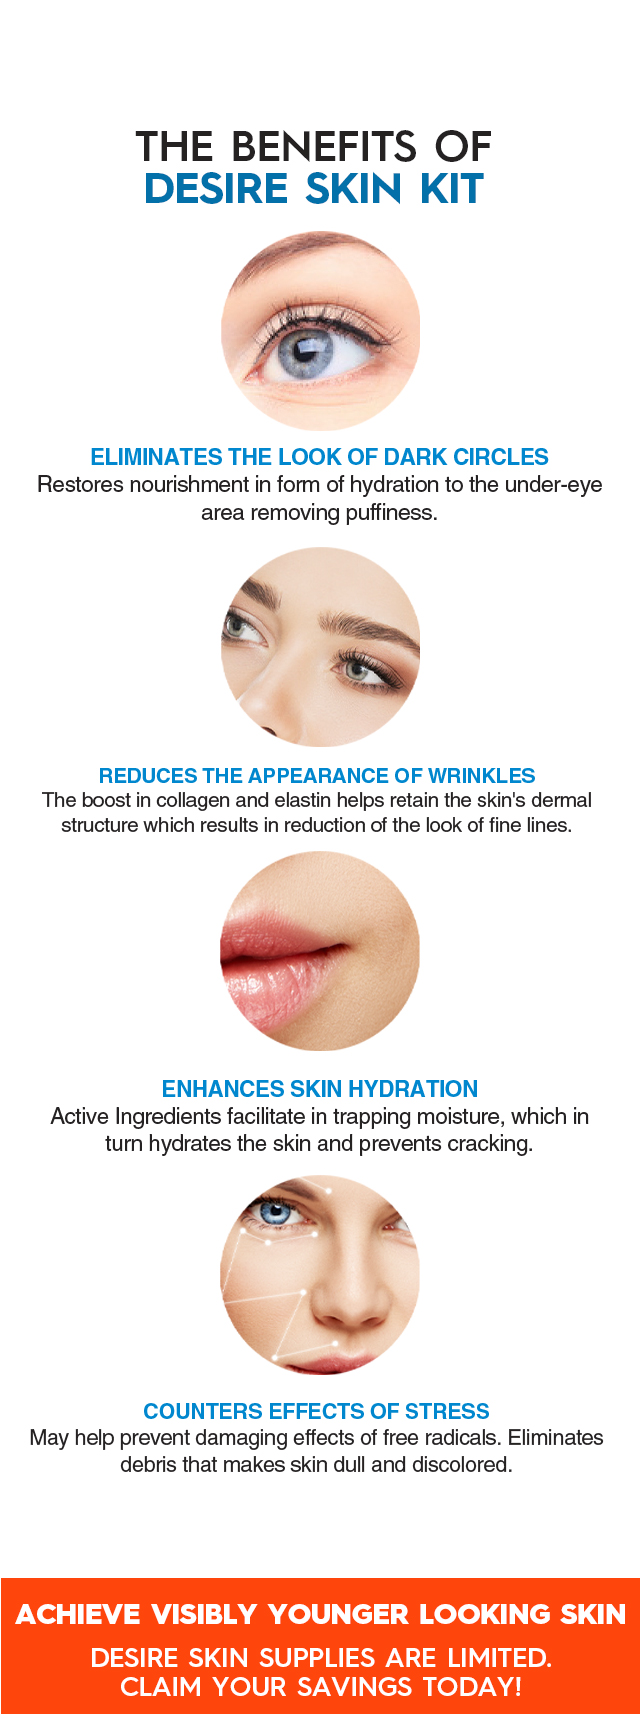 THE BENEFITS OF
DESIRE SKIN KIT
ELIMINATES THE LOOK OF DARK CIRCLES
Restores nourishment in form of hydration to the under-eye
area removing puffiness.
REDUCES THE APPEARANCE OF WRINKLES
The boost in collagen and elastin helps retain the skin's dermal
structure which results in reduction of the look of fine lines.
ENHANCES SKIN HYDRATION
Active Ingredients facilitate in trapping moisture, which in
turn hydrates the skin and prevents cracking.
COUNTERS EFFECTS OF STRESS
May help prevent damaging effects of free radicals. Eliminates
debris that makes skin dull and discolored.
ACHIEVE VISIBLY YOUNGER LOOKING SKIN
DESIRE SKIN SUPPLIES ARE LIMITED.
CLAIM YOUR SAVINGS TODAY!